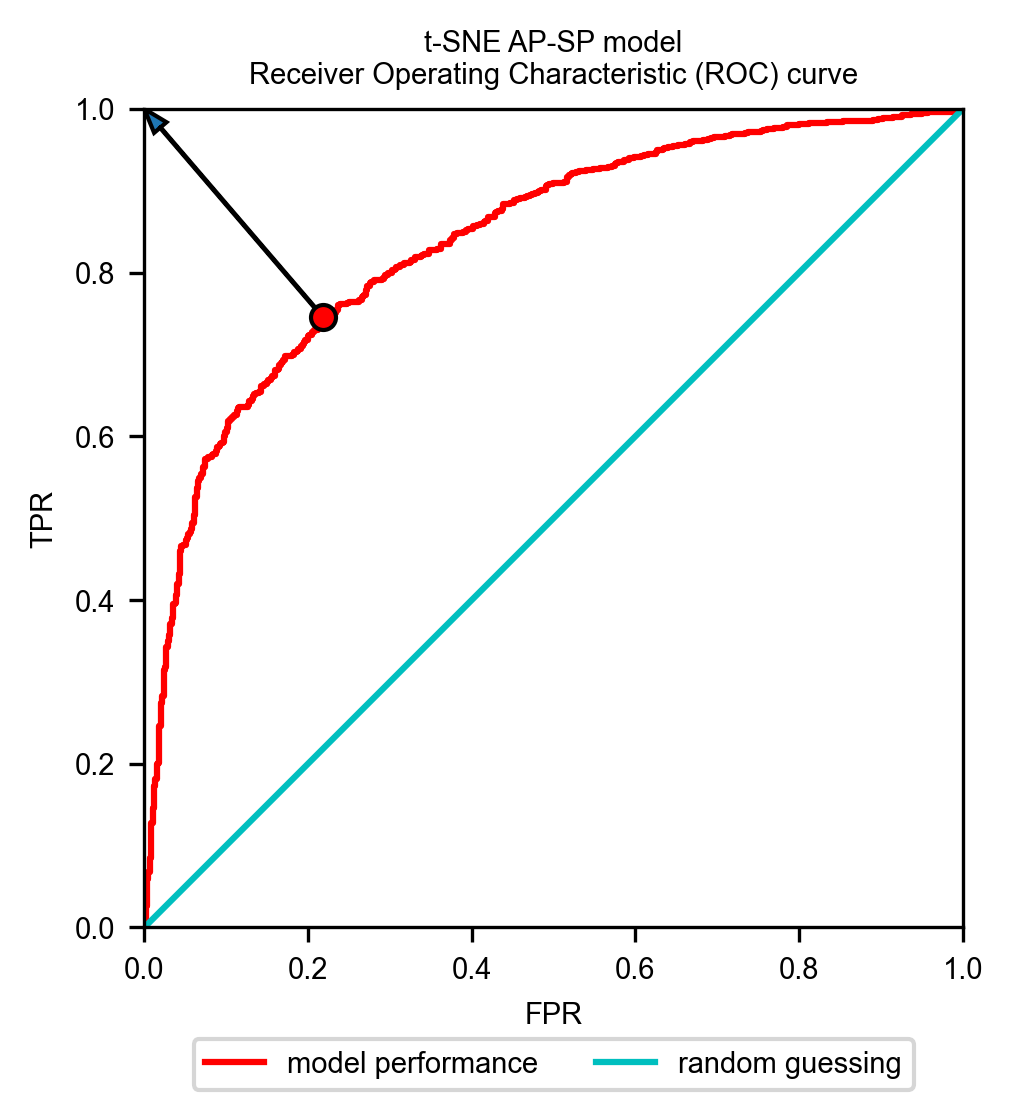 t-SNE AP-SP model
Receiver Operating Characteristic (ROC) curve
1.0
0.8
0.6
0.4
0.2
0.0
TPR
0.0 0.2 0.4 0.6 0.8 1.0
FPR
model performance random guessing